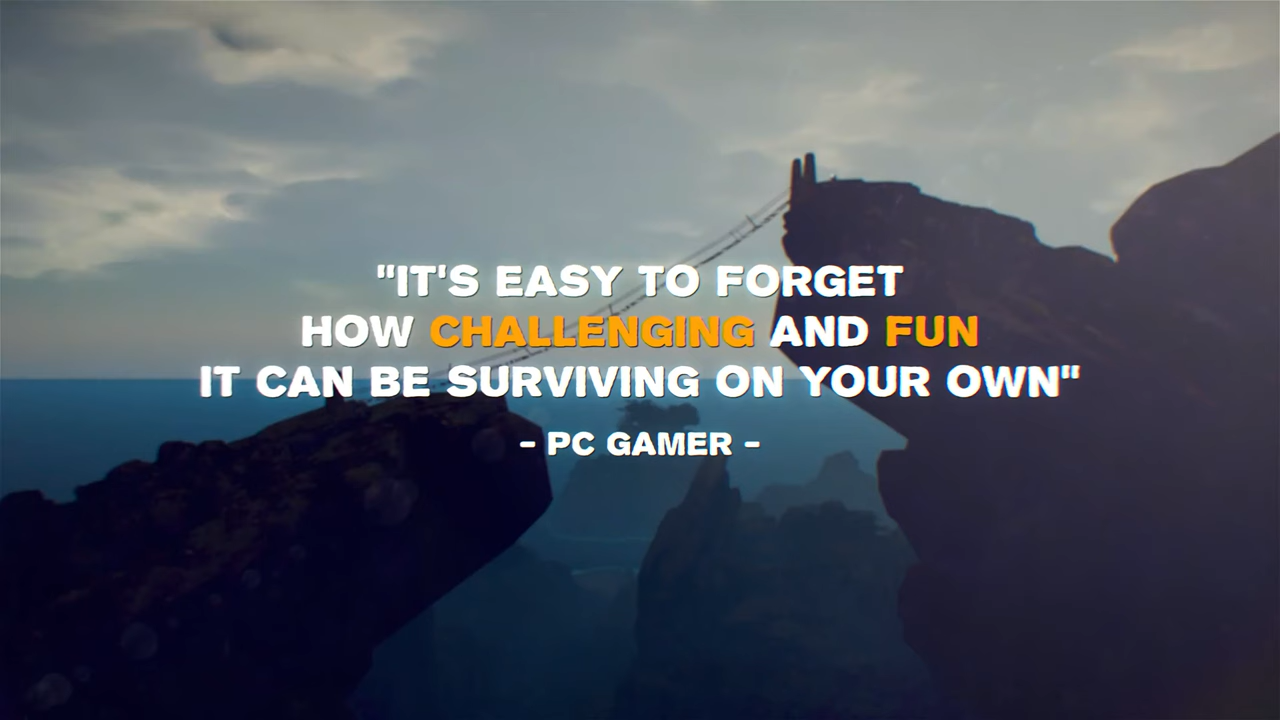 "IT'S EASY TO FORGET
HOW CHALLENGING AND FUN
IT CAN BE SURVIVING ON YOUR OWN"
- PC GAMER -